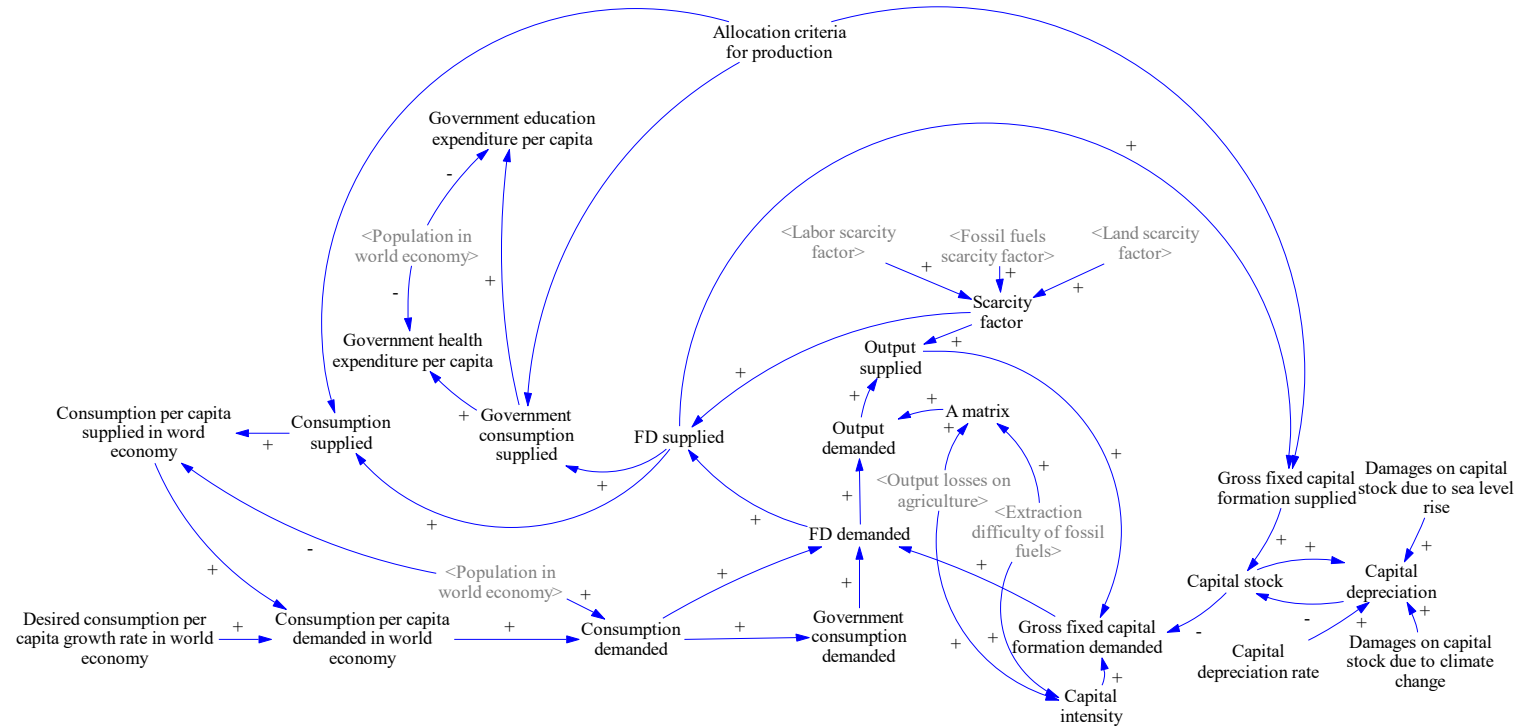 Allocation criteria
for production
Government education
expenditure per capita
-
+
<Population in
world economy>
<Labor scarcity
factor>
<Fossil fuels
scarcity factor>
<Land scarcity
factor>
+
+
+
+
-
Scarcity
factor
Government health
expenditure per capita
+
Output
supplied
+
+
+
Consumption per capita
supplied in word
economy
+
Consumption
supplied
+
Government
consumption
supplied
FD supplied
Output
demanded
+
A matrix
+
+
+
+
+
<Output losses on
agriculture>
+
<Extraction
difficulty of fossil
fuels>
Gross fixed capital
formation supplied
Damages on capital
stock due to sea level
rise
+
+
FD demanded
+
+
+
+
-
+
<Population in
world economy>
+
+
+
Capital stock
Capital
depreciation
Desired consumption per
capita growth rate in world
economy
+
Consumption per capita
demanded in world
economy
+
Consumption
demanded
+
Government
consumption
demanded
+
+
Gross fixed capital
formation demanded
+
-
-
+
+
Capital
depreciation rate
Damages on capital
stock due to climate
change
Capital
intensity